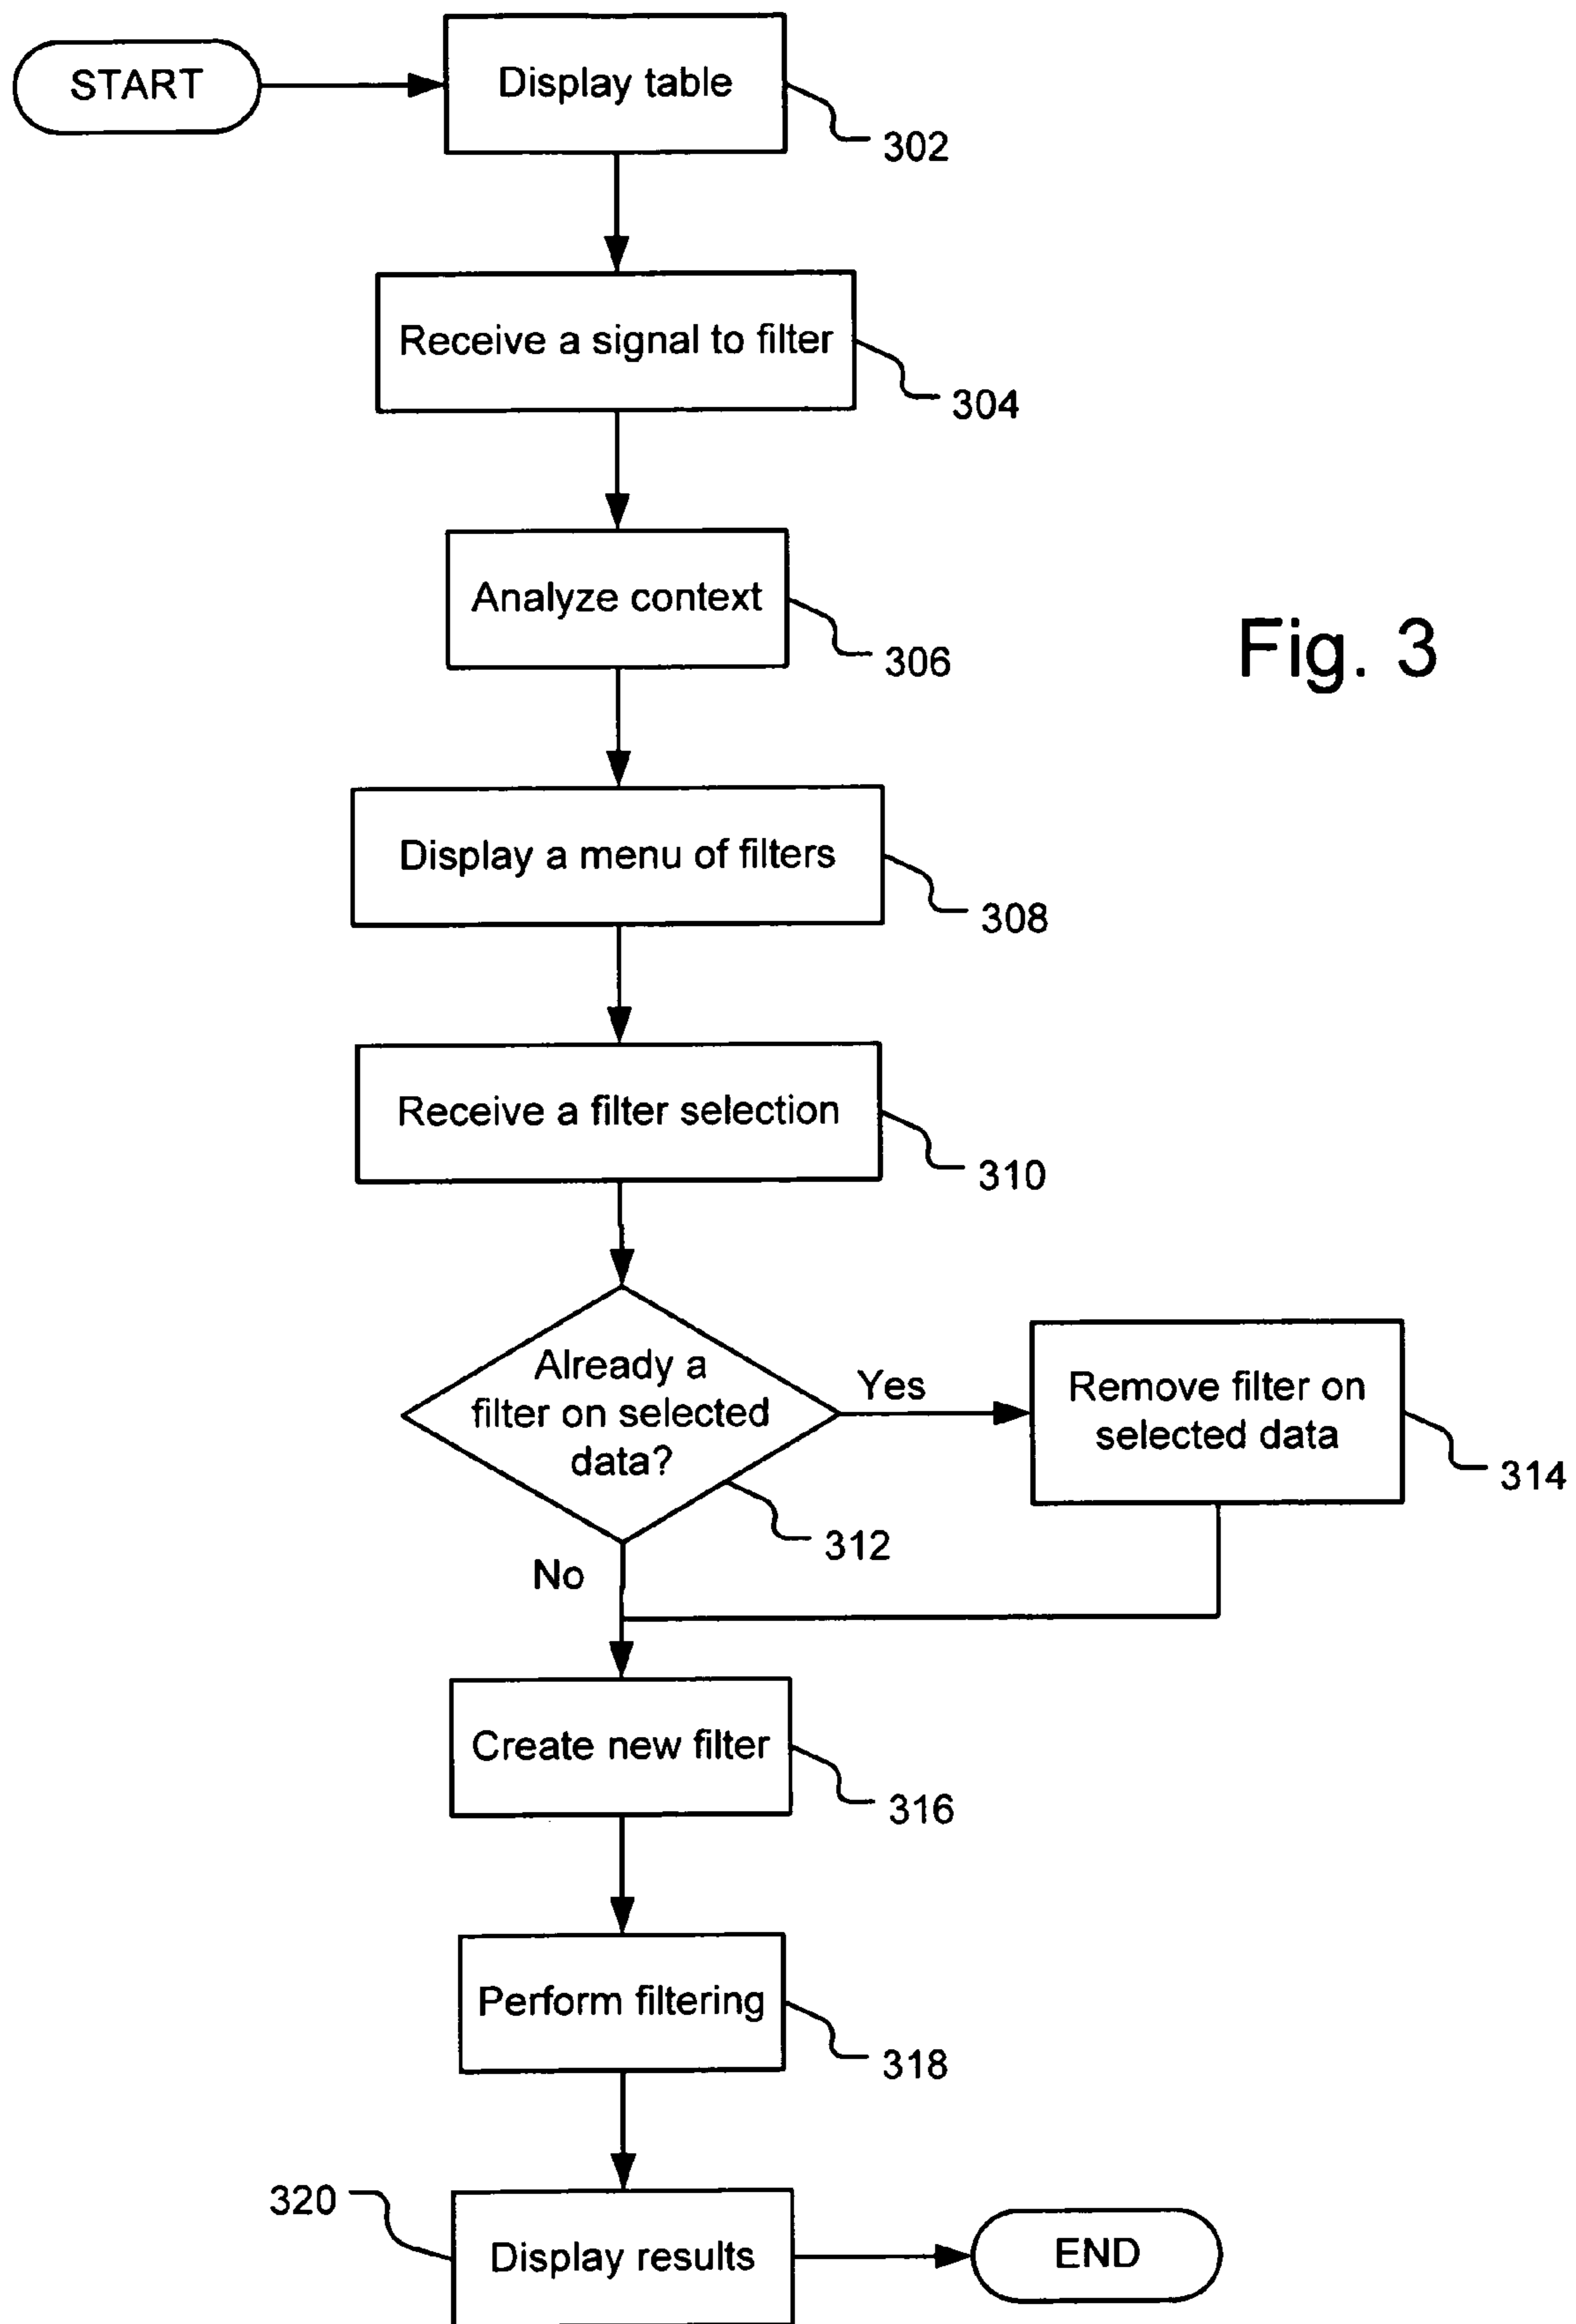 START
Display table
302
Receive a signal to filter
304
Analyze context
306
Fig. 3
Display a menu of filters
308
Receive a filter selection
310
Already a
filter on selected
data?
312
Yes
Remove filter on
selected data
314
No
Create new filter
316
Perform filtering
318
320
Display results
END